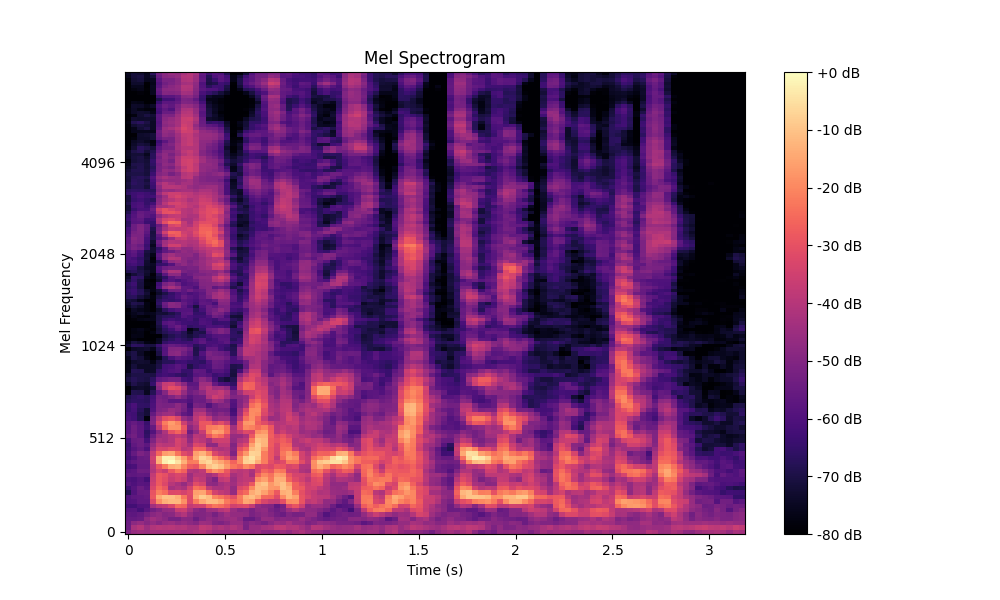 Mel Spectrogram
+0 dB
-10 dB
-20 dB
-30 dB
-40 dB
-50 dB
-60 dB
-70 dB
-80 dB
4096
2048
1024
512
0
Mel Frequency
0 0.5 1 1.5 2 2.5 3
Time (s)